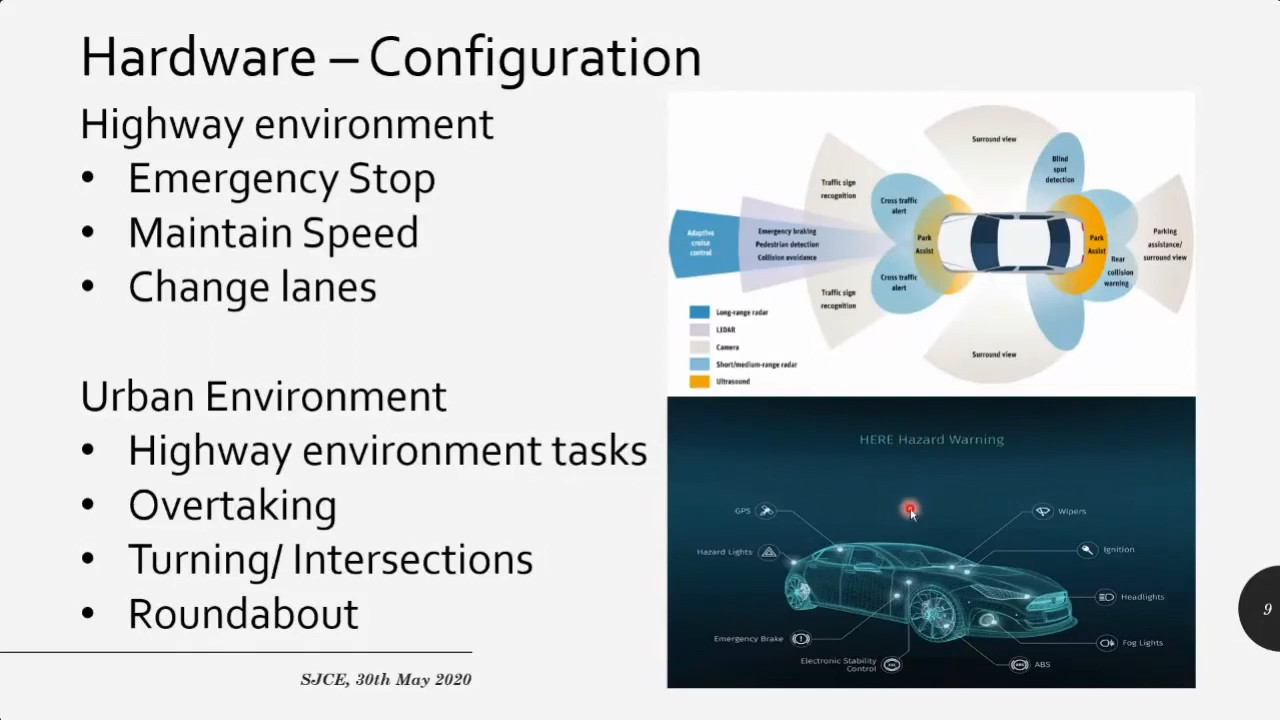 Hardware – Configuration
Highway environment
• Emergency Stop
• Maintain Speed
• Change lanes
Urban Environment
• Highway environment tasks
• Overtaking
• Turning/ Intersections
• Roundabout
SJCE, 30th May 2020
9
Surround view
Blind
spot
detection
Traffic sign
recognition
Cross traffic
alert
Adaptive
cruise
control
Emergency braking
Pedestrian detection
Collision avoidance
Park
Assist
Park
Assist
Parking
assistance/
surround view
Rear
collision
warning
Cross traffic
alert
Traffic sign
recognition
Surround view
Long-range radar
LIDAR
Camera
Short/medium-range radar
Ultrasound
HERE Hazard Warning
GPS
Wipers
Hazard Lights
Ignition
Headlights
Emergency Brake
Fog Lights
Electronic Stability
Control
ESC
ABS
ABS